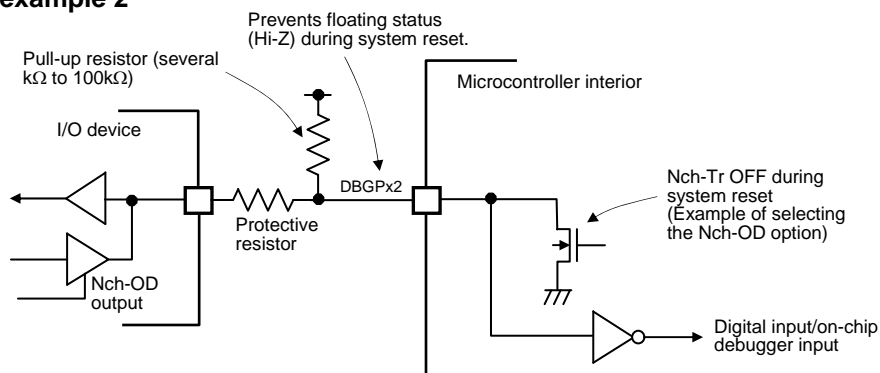 example 2
Prevents floating status
(Hi-Z) during system reset.
Pull-up resistor (several
kΩ to 100kΩ)
Microcontroller interior
I/O device
DBGPx2
Nch-Tr OFF during
system reset
(Example of selecting
the Nch-OD option)
Protective
resistor
Nch-OD
output
Digital input/on-chip
debugger input